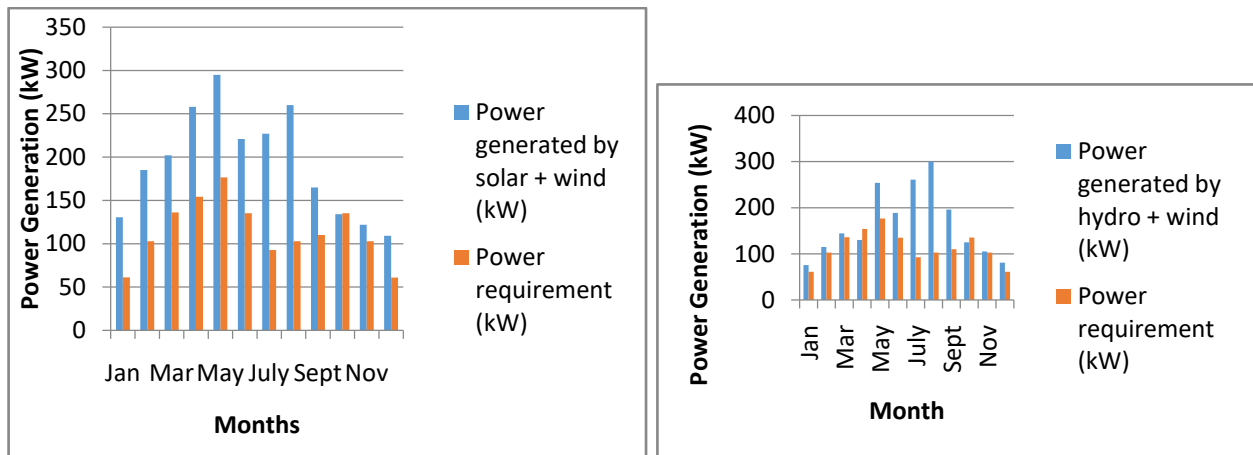 Power Generation (kW)
350
300
250
200
150
100
50
0
Jan Mar May July Sept Nov
Months
Power
generated by
solar + wind
(kW)
Power
requirement
(kW)
Power Generation (kW)
400
300
200
100
0
Jan
Mar
May
July
Sept
Nov
Month
Power
generated by
hydro + wind
(kW)
Power
requirement
(kW)